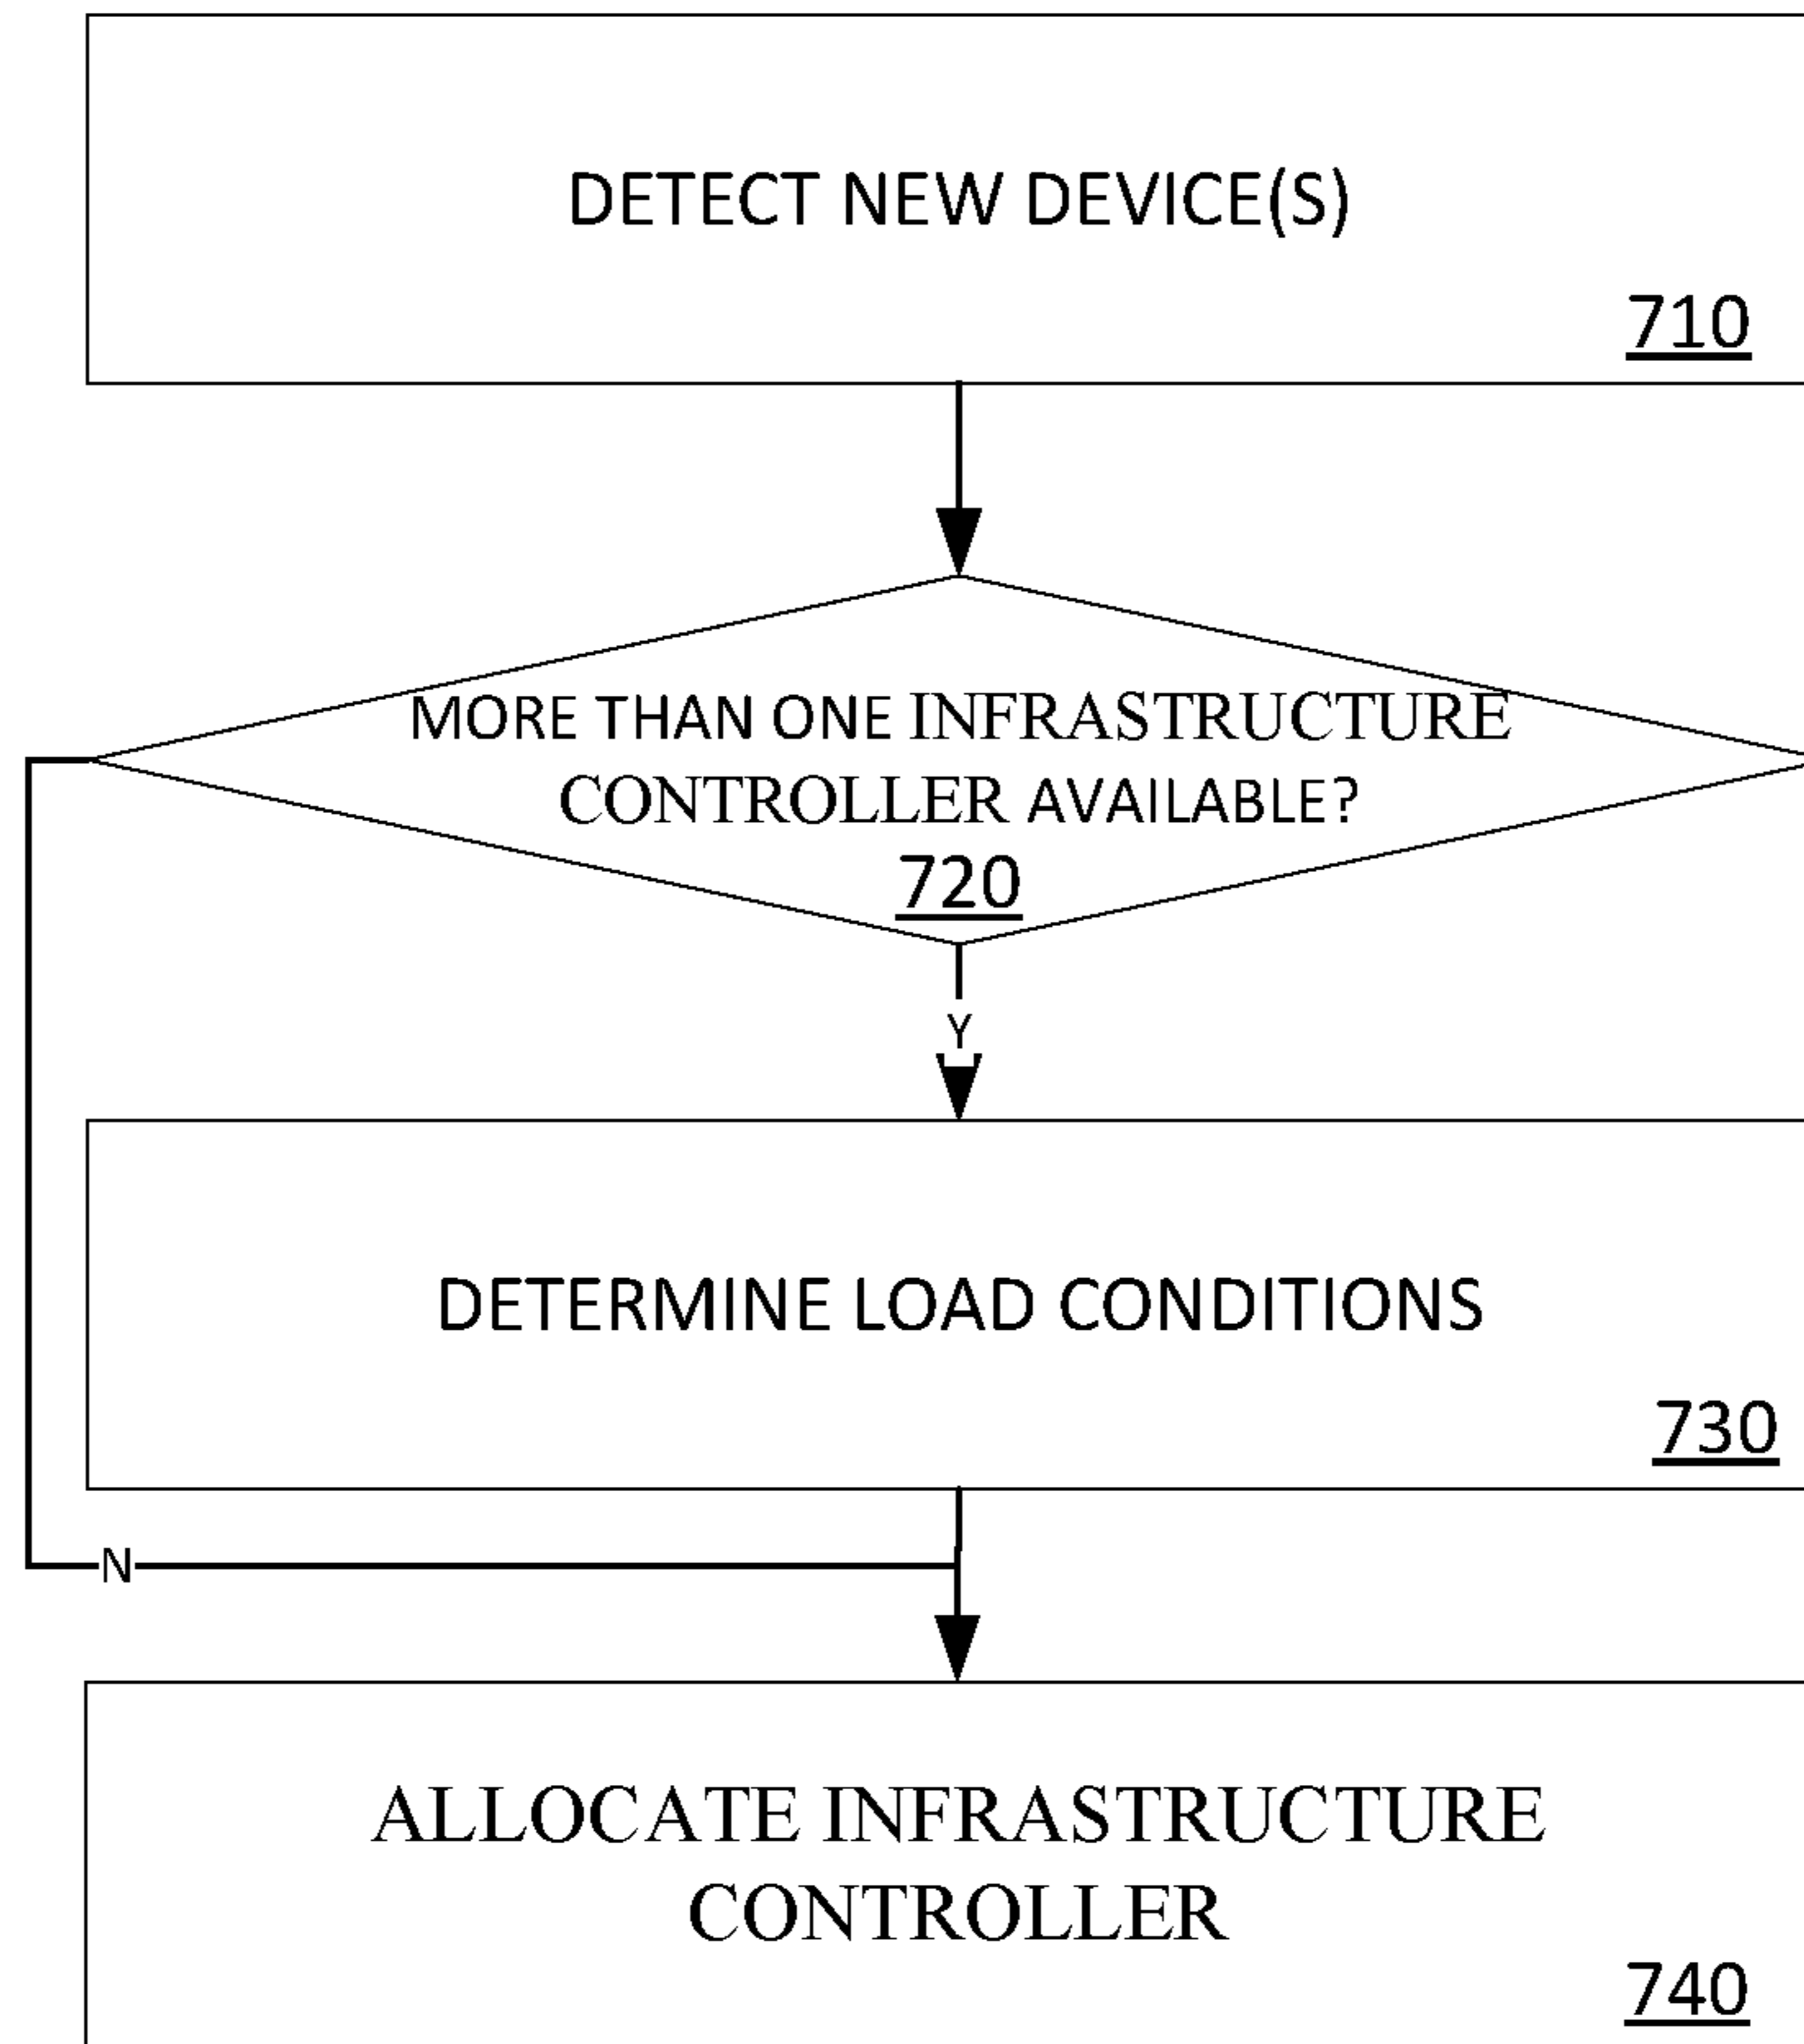 DETECT NEW DEVICE(S)
710
MORE THAN ONE INFRASTRUCTURE
CONTROLLER AVAILABLE?
720
Y
DETERMINE LOAD CONDITIONS
730
N
ALLOCATE INFRASTRUCTURE
CONTROLLER
740